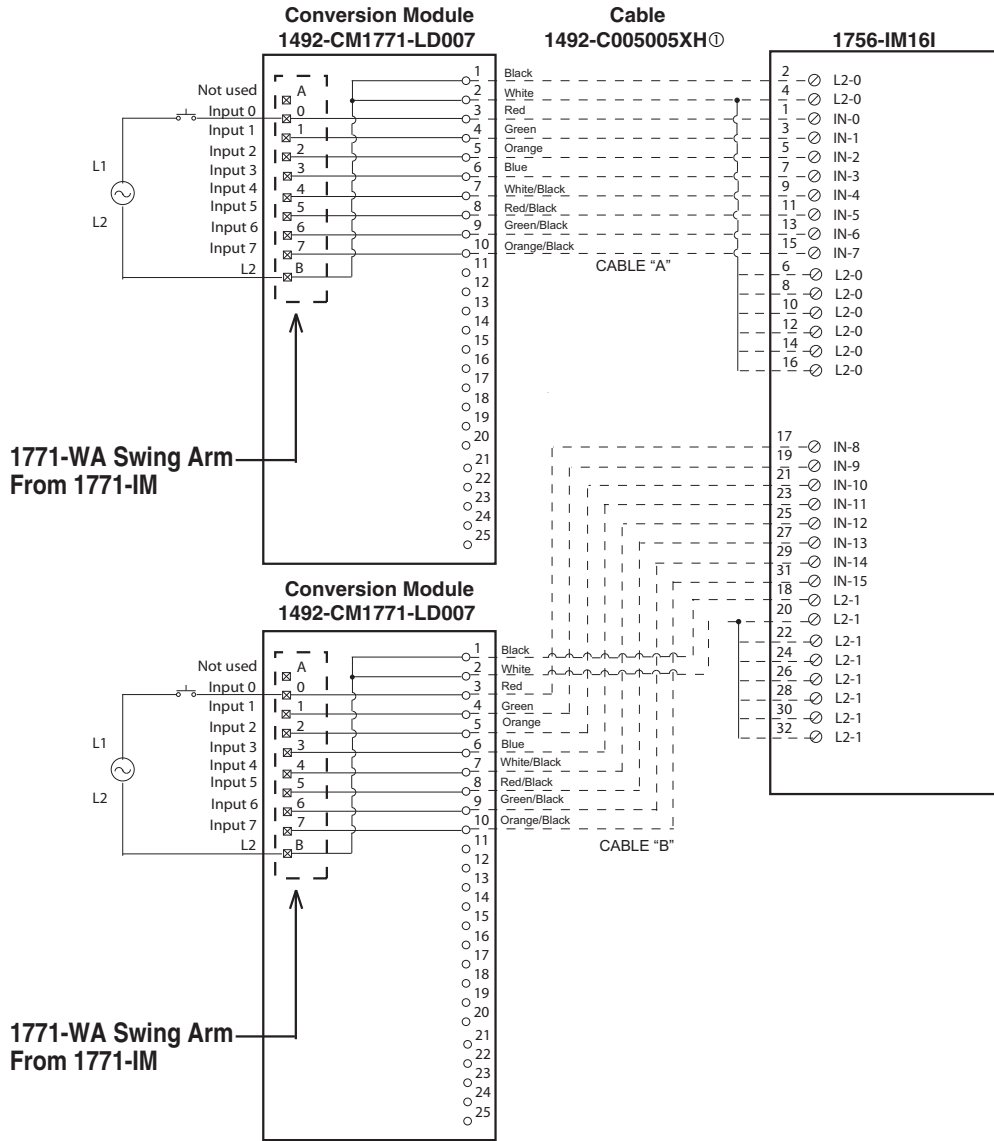 Conversion Module
1492-CM1771-LD007
Cable
1492-C005005XH①
1756-IM16I
Not used A
Input 0 0
Input 1 1
Input 2 2
Input 3 3
Input 4 4
Input 5 5
Input 6 6
Input 7 7
L2 B
L1
L2
1 Black
2 White
3 Red
4 Green
5 Orange
6 Blue
7 White/Black
8 Red/Black
9 Green/Black
10 Orange/Black
11
12
13
14
15
16
17
18
19
20
21
22
23
24
25
CABLE “A”
2 L2-0
4 L2-0
1 IN-0
3 IN-1
5 IN-2
7 IN-3
9 IN-4
11 IN-5
13 IN-6
15 IN-7
6 L2-0
8 L2-0
10 L2-0
12 L2-0
14 L2-0
16 L2-0
17 IN-8
19 IN-9
21 IN-10
23 IN-11
25 IN-12
27 IN-13
29 IN-14
31 IN-15
18 L2-1
20 L2-1
22 L2-1
24 L2-1
26 L2-1
28 L2-1
30 L2-1
32 L2-1
1771-WA Swing Arm
From 1771-IM
Conversion Module
1492-CM1771-LD007
Not used A
Input 0 0
Input 1 1
Input 2 2
Input 3 3
Input 4 4
Input 5 5
Input 6 6
Input 7 7
L2 B
L1
L2
1 Black
2 White
3 Red
4 Green
5 Orange
6 Blue
7 White/Black
8 Red/Black
9 Green/Black
10 Orange/Black
11
12
13
14
15
16
17
18
19
20
21
22
23
24
25
CABLE “B”
1771-WA Swing Arm
From 1771-IM